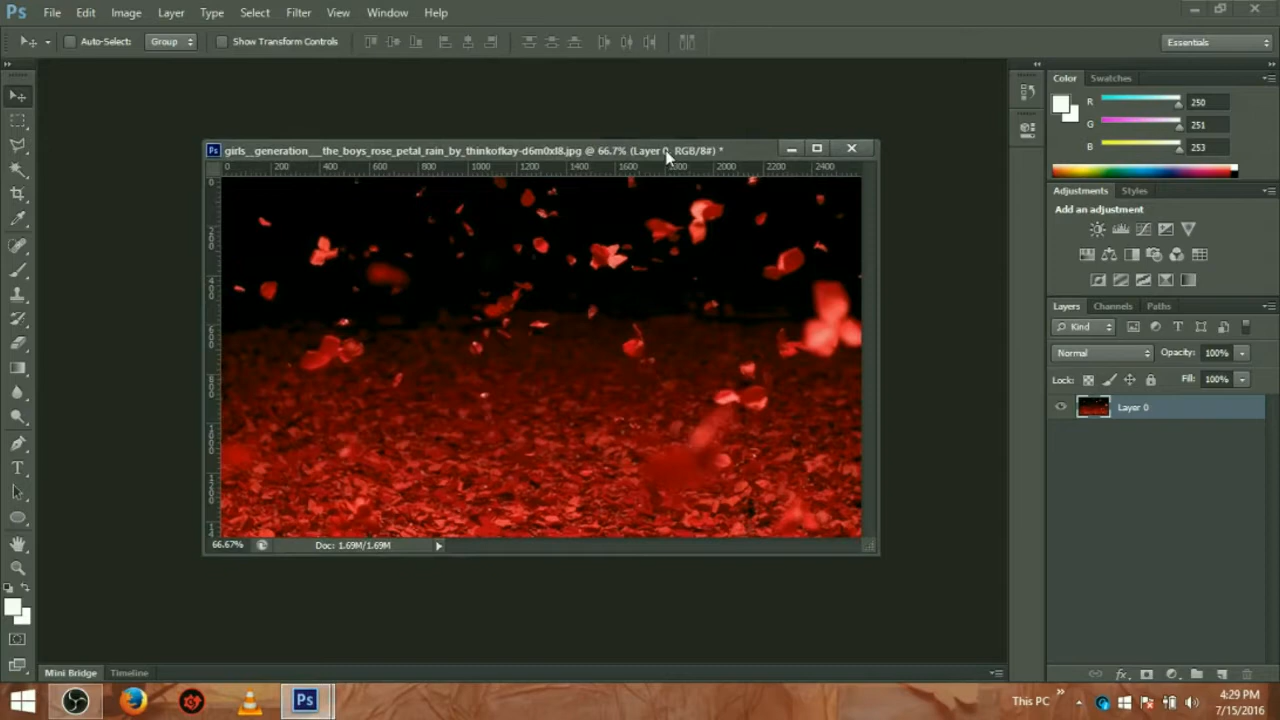 Ps File Edit Image Layer Type Select Filter View Window Help
Auto-Select: Group Show Transform Controls Essentials
Color Swatches
R 250
G 251
B 253
Adjustments Styles
Add an adjustment
Layers Channels Paths
Kind
Normal Opacity: 100%
Lock: Fill: 100%
Layer 0
Ps girls__generation___the_boys_rose_petal_rain_by_thinkofkay-d6m0xl8.jpg @ 66.7% (Layer 0, RGB/8#) *
0 200 400 600 800 1000 1200 1400 1600 1800 2000 2200 2400
66.67% Doc: 1.69M/1.69M
Mini Bridge Timeline
Ps This PC 4:29 PM
7/15/2016